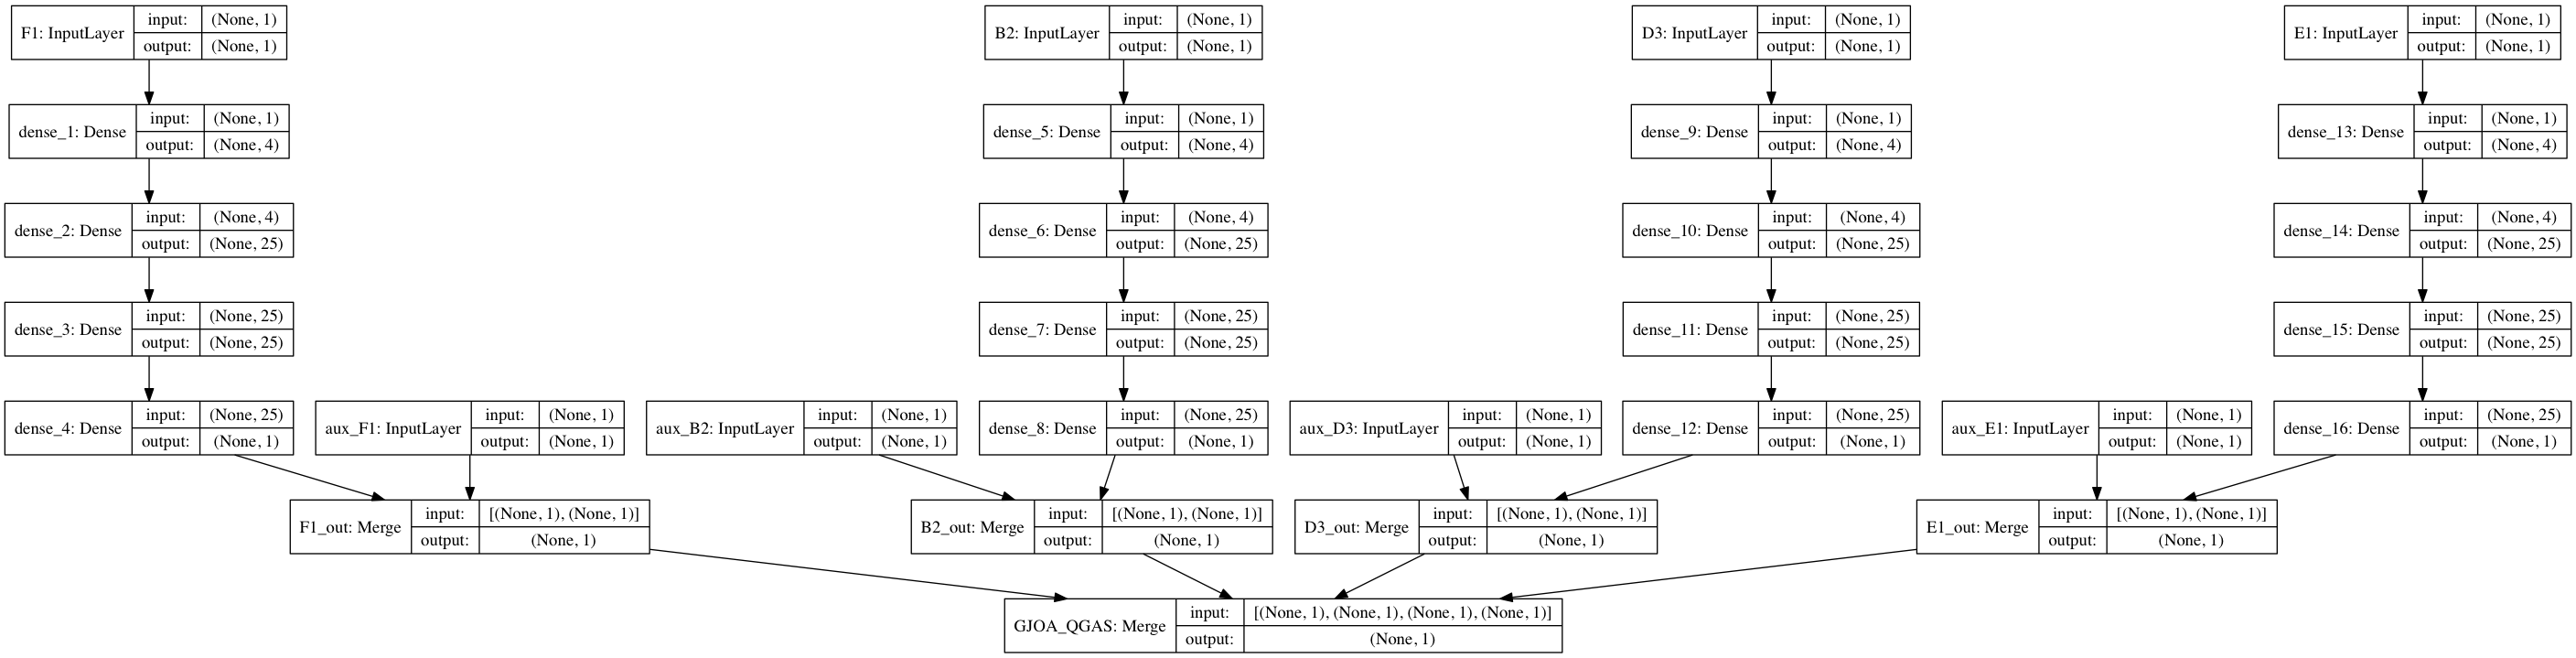 F1: InputLayer input: (None, 1) output: (None, 1)
B2: InputLayer input: (None, 1) output: (None, 1)
D3: InputLayer input: (None, 1) output: (None, 1)
E1: InputLayer input: (None, 1) output: (None, 1)
dense_1: Dense input: (None, 1) output: (None, 4)
dense_5: Dense input: (None, 1) output: (None, 4)
dense_9: Dense input: (None, 1) output: (None, 4)
dense_13: Dense input: (None, 1) output: (None, 4)
dense_2: Dense input: (None, 4) output: (None, 25)
dense_6: Dense input: (None, 4) output: (None, 25)
dense_10: Dense input: (None, 4) output: (None, 25)
dense_14: Dense input: (None, 4) output: (None, 25)
dense_3: Dense input: (None, 25) output: (None, 25)
dense_7: Dense input: (None, 25) output: (None, 25)
dense_11: Dense input: (None, 25) output: (None, 25)
dense_15: Dense input: (None, 25) output: (None, 25)
dense_4: Dense input: (None, 25) output: (None, 1)
aux_F1: InputLayer input: (None, 1) output: (None, 1)
aux_B2: InputLayer input: (None, 1) output: (None, 1)
dense_8: Dense input: (None, 25) output: (None, 1)
aux_D3: InputLayer input: (None, 1) output: (None, 1)
dense_12: Dense input: (None, 25) output: (None, 1)
aux_E1: InputLayer input: (None, 1) output: (None, 1)
dense_16: Dense input: (None, 25) output: (None, 1)
F1_out: Merge input: [(None, 1), (None, 1)] output: (None, 1)
B2_out: Merge input: [(None, 1), (None, 1)] output: (None, 1)
D3_out: Merge input: [(None, 1), (None, 1)] output: (None, 1)
E1_out: Merge input: [(None, 1), (None, 1)] output: (None, 1)
GJOA_QGAS: Merge input: [(None, 1), (None, 1), (None, 1), (None, 1)] output: (None, 1)